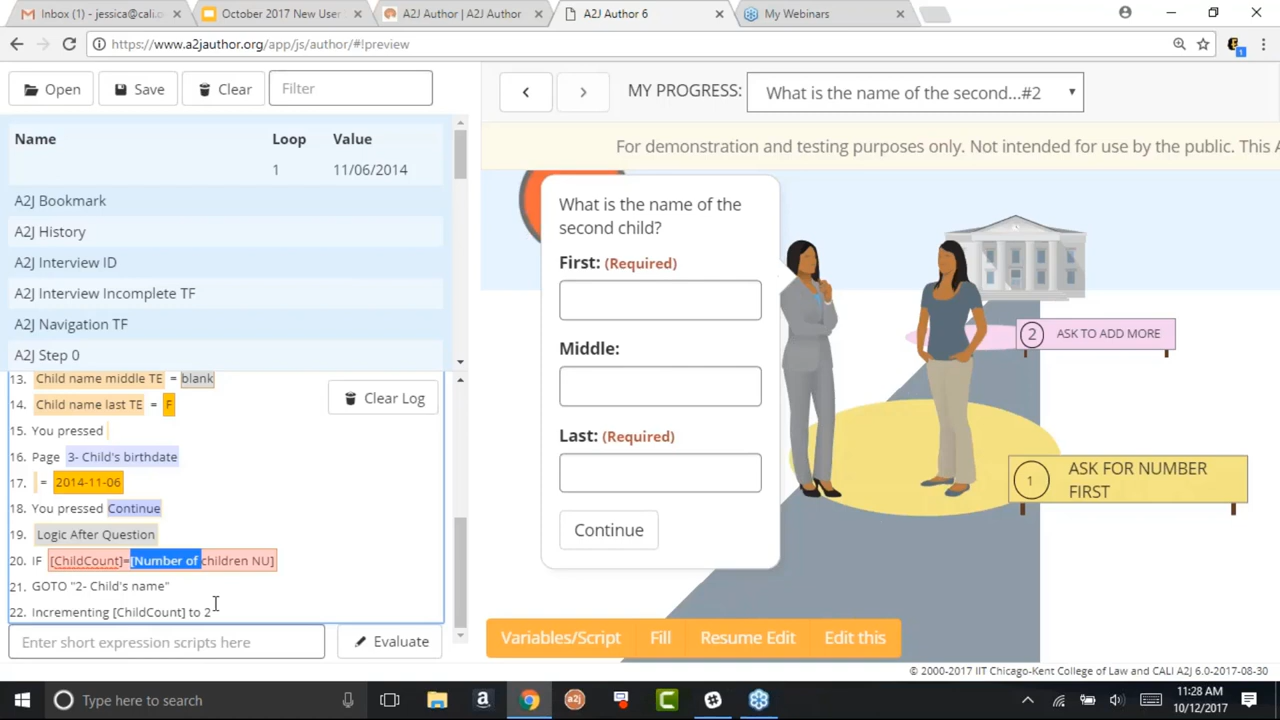 Inbox (1) - jessica@cali.o
October 2017 New User
A2J Author | A2J Author
A2J Author 6
My Webinars
https://www.a2jauthor.org/app/js/author/#!preview
1
Open
Save
Clear
Filter
MY PROGRESS:
What is the name of the second...#2
Name
Loop
Value
1
11/06/2014
A2J Bookmark
A2J History
A2J Interview ID
A2J Interview Incomplete TF
A2J Navigation TF
A2J Step 0
For demonstration and testing purposes only. Not intended for use by the public. This A
What is the name of the
second child?
First: (Required)
Middle:
Last: (Required)
Continue
2 ASK TO ADD MORE
1 ASK FOR NUMBER
FIRST
13. Child name middle TE = blank
14. Child name last TE = F
Clear Log
15. You pressed
16. Page 3- Child's birthdate
17. = 2014-11-06
18. You pressed Continue
19. Logic After Question
20. IF [ChildCount]=[Number of children NU]
21. GOTO "2- Child's name"
22. Incrementing [ChildCount] to 2
Enter short expression scripts here
Evaluate
Variables/Script
Fill
Resume Edit
Edit this
© 2000-2017 IIT Chicago-Kent College of Law and CALI A2J 6.0-2017-08-30
Type here to search
a2j
11:28 AM
10/12/2017